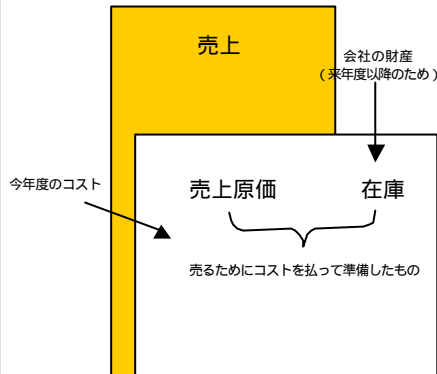 売上
会社の財産
(来年度以降のため)
今年度のコスト
売上原価
在庫
売るためにコストを払って準備したもの